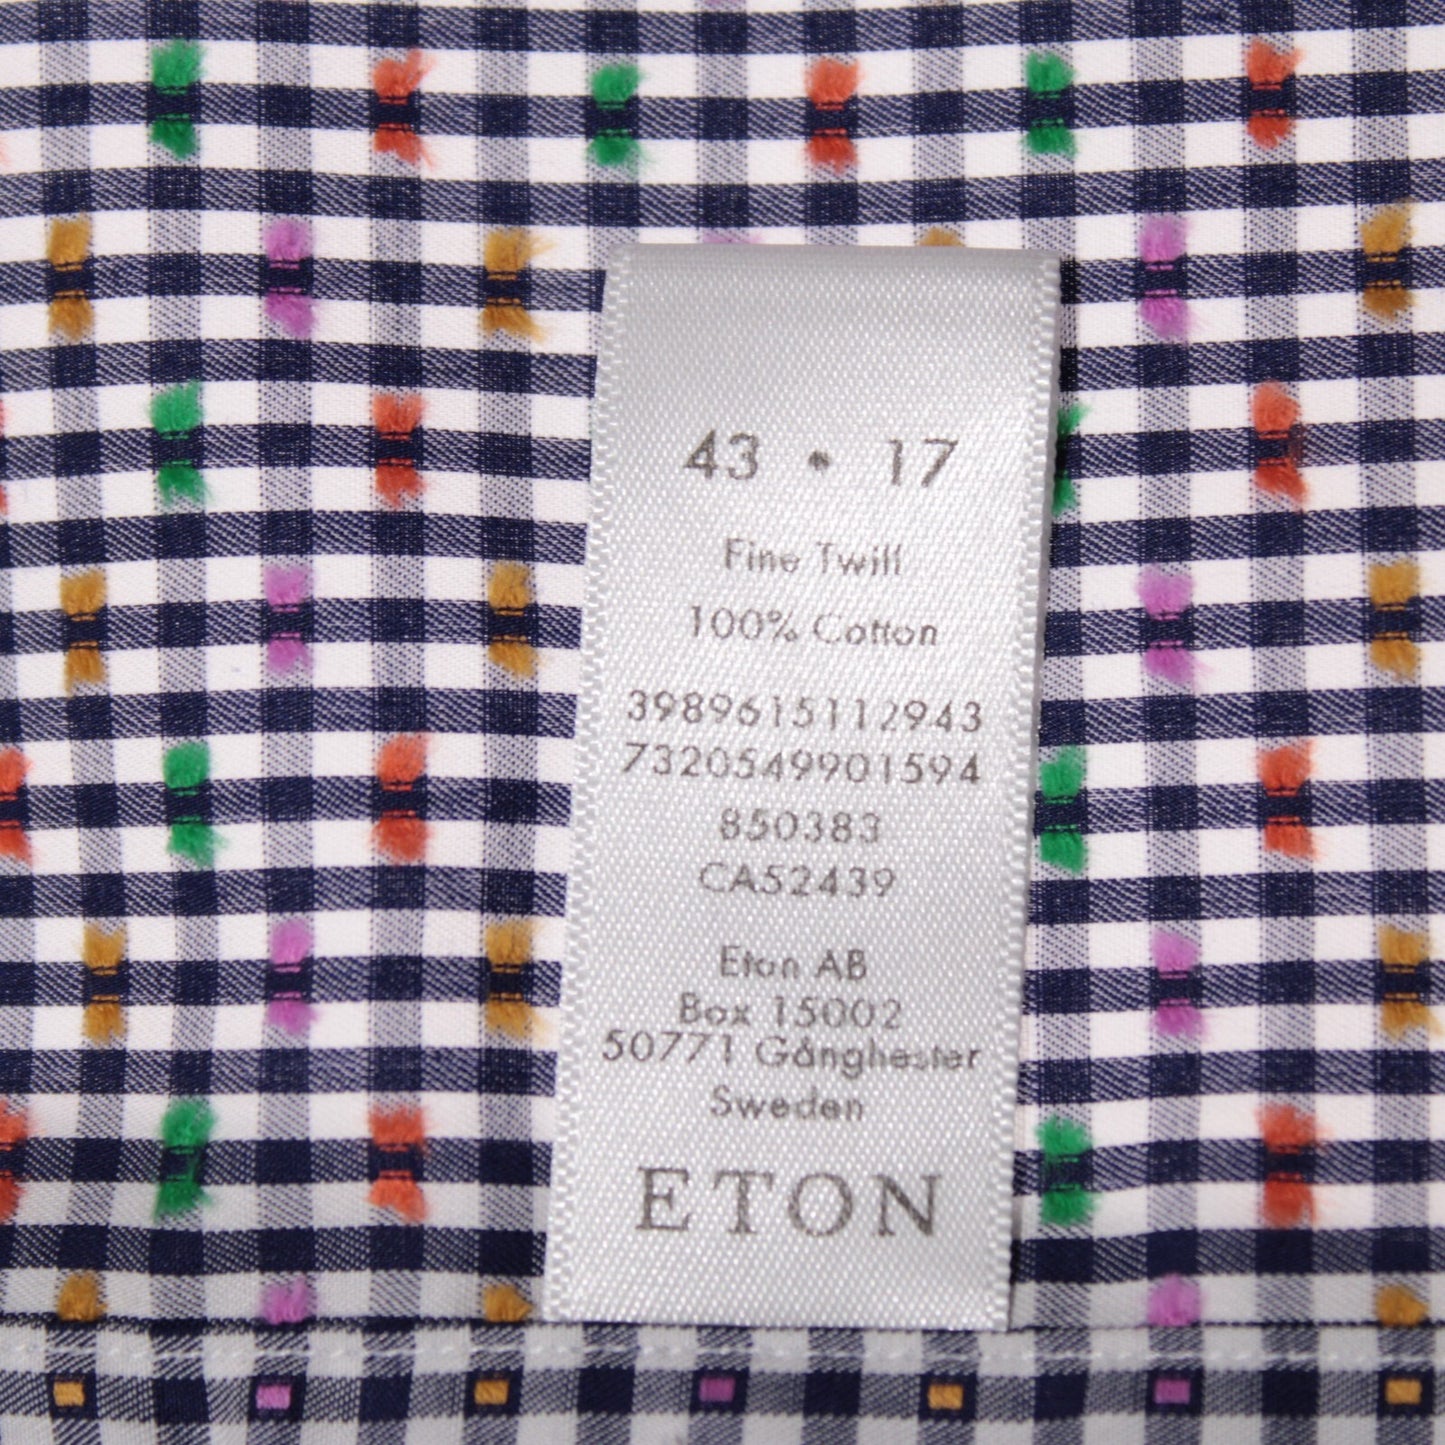 43 • 17
Fine Twill
100% Cotton
3989615112943
7320549901594
850383
CA52439
Eton AB
Box 15002
50771 Gånghester
Sweden
ETON